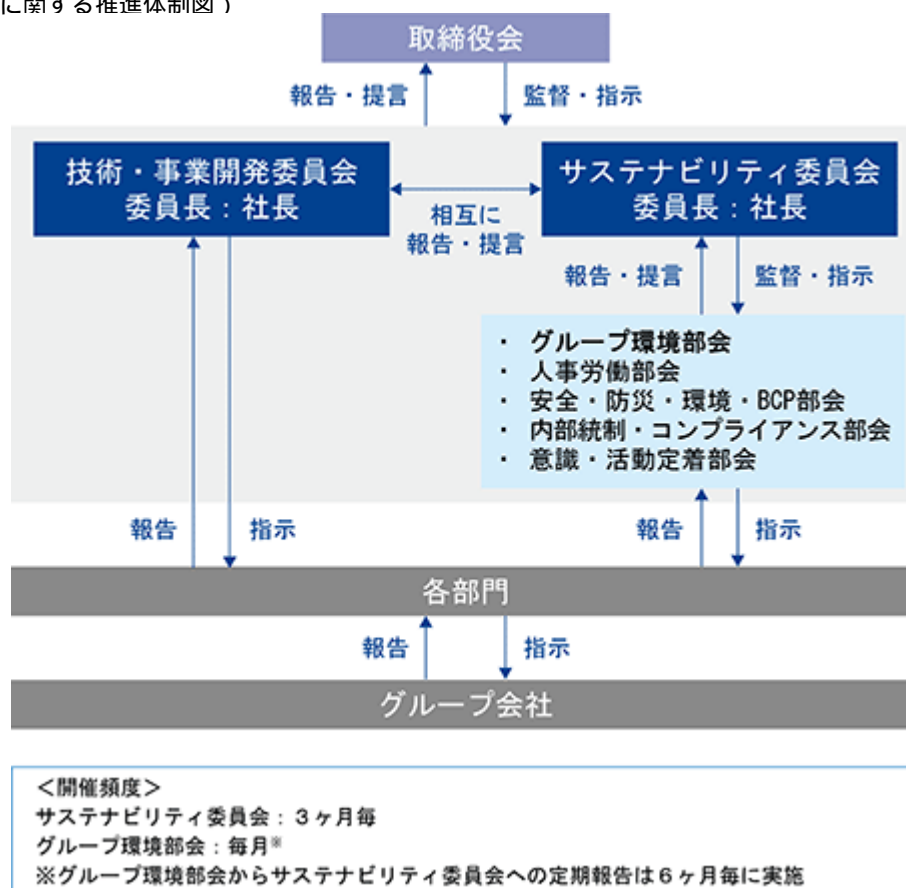 に関する推進体制図）
取締役会
報告・提言
監督・指示
技術・事業開発委員会
委員長：社長
サステナビリティ委員会
委員長：社長
相互に
報告・提言
報告・提言
監督・指示
・ グループ環境部会
・ 人事労働部会
・ 安全・防災・環境・BCP部会
・ 内部統制・コンプライアンス部会
・ 意識・活動定着部会
報告
指示
報告
指示
各部門
報告
指示
グループ会社
＜開催頻度＞
サステナビリティ委員会：３ヶ月毎
グループ環境部会：毎月※
※グループ環境部会からサステナビリティ委員会への定期報告は６ヶ月毎に実施